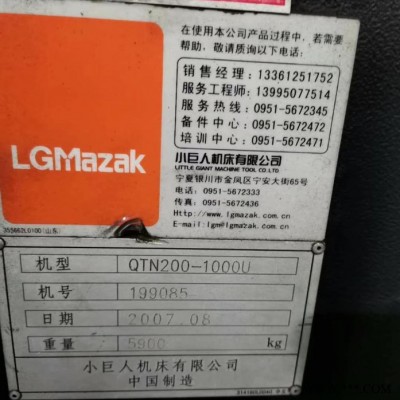 在使用本公司产品过程中，若需要
帮助，敬请质询以下电话：
销售经理：13361251752
服务工程师：13995077514
服务热线：0951-5672345
备件中心：0951-5672472
培训中心：0951-5672471
LGMazak
小巨人机床有限公司
LITTLE GIANT MACHINE TOOL CO.,LTD
宁夏银川市金凤区宁安大街65号
电话：0951-5672333
传真：0951-5672436
Http://www.lgmazak.com.cn
E-mail:lgm@lgmazak.com.cn
机型 QTN200-1000U
机号 199085
日期 2007.08
重量 5900 kg
小巨人机床有限公司
中国制造